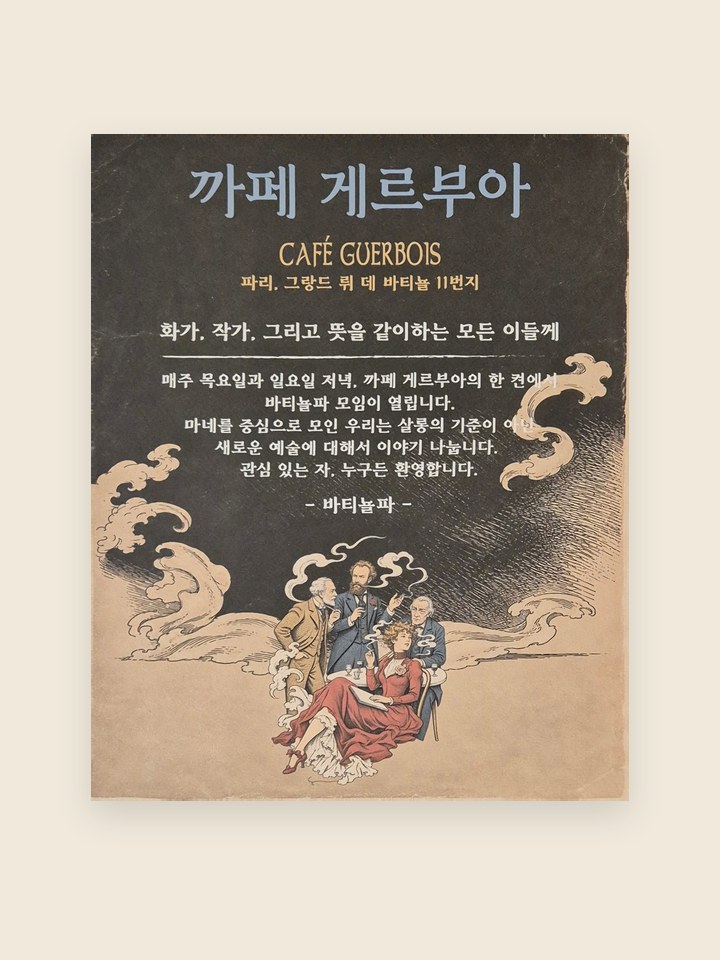 까페 게르부아
CAFÉ GUERBOIS
파리, 그랑드 뤼 데 바티뇰 11번지
화가, 작가, 그리고 뜻을 같이하는 모든 이들께
매주 목요일과 일요일 저녁, 까페 게르부아의 한 켠에서
바티뇰파 모임이 열립니다.
마네를 중심으로 모인 우리는 살롱의 기준이 아닌
새로운 예술에 대해서 이야기 나눕니다.
관심 있는 자, 누구든 환영합니다.
- 바티뇰파 -